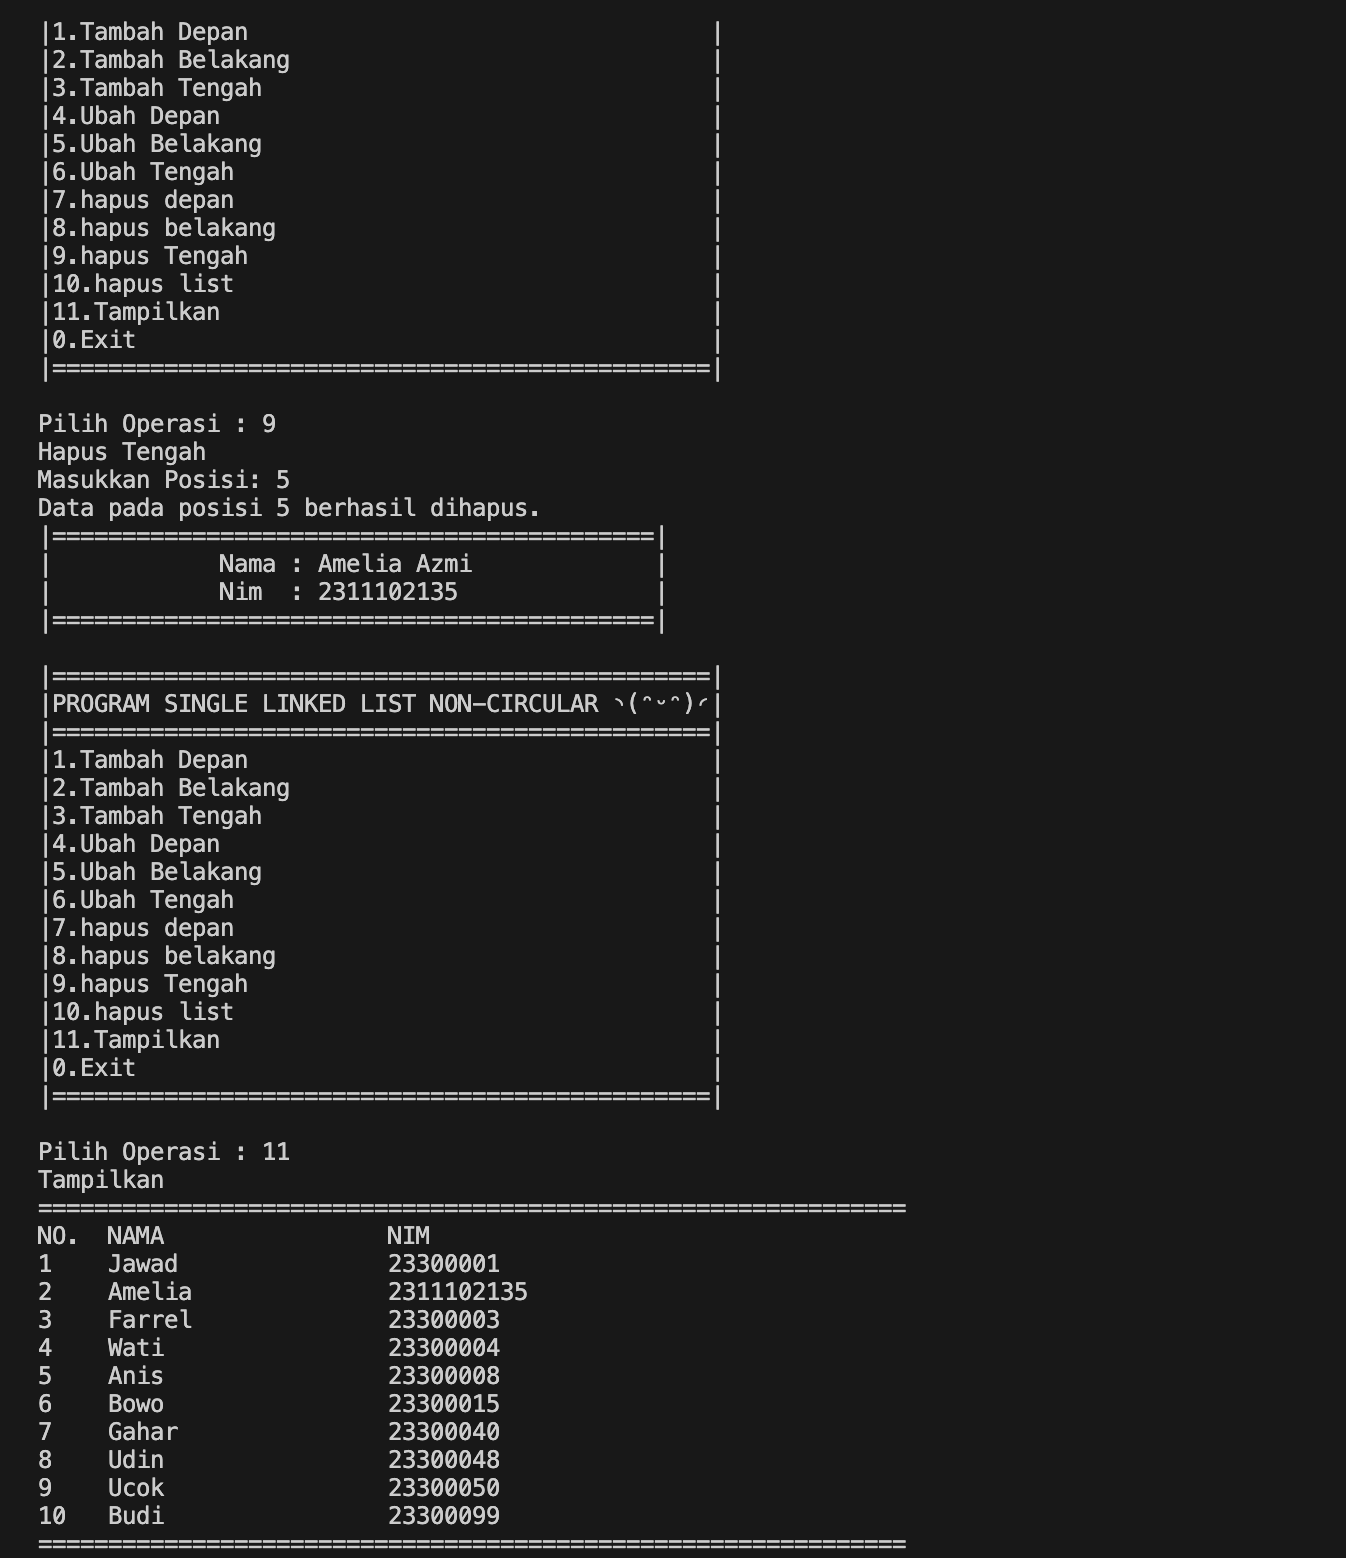 |1.Tambah Depan                                 |
|2.Tambah Belakang                              |
|3.Tambah Tengah                                |
|4.Ubah Depan                                   |
|5.Ubah Belakang                                |
|6.Ubah Tengah                                  |
|7.hapus depan                                  |
|8.hapus belakang                               |
|9.hapus Tengah                                 |
|10.hapus list                                  |
|11.Tampilkan                                   |
|0.Exit                                         |
|===============================================|
Pilih Operasi : 9
Hapus Tengah
Masukkan Posisi: 5
Data pada posisi 5 berhasil dihapus.
|===========================================|
|            Nama : Amelia Azmi             |
|            Nim  : 2311102135              |
|===========================================|
|===============================================|
|PROGRAM SINGLE LINKED LIST NON-CIRCULAR ◝(ᵔᵕᵔ)◜|
|===============================================|
|1.Tambah Depan                                 |
|2.Tambah Belakang                              |
|3.Tambah Tengah                                |
|4.Ubah Depan                                   |
|5.Ubah Belakang                                |
|6.Ubah Tengah                                  |
|7.hapus depan                                  |
|8.hapus belakang                               |
|9.hapus Tengah                                 |
|10.hapus list                                  |
|11.Tampilkan                                   |
|0.Exit                                         |
|===============================================|
Pilih Operasi : 11
Tampilkan
==============================================================
NO.  NAMA                NIM
1    Jawad               23300001
2    Amelia              2311102135
3    Farrel              23300003
4    Wati                23300004
5    Anis                23300008
6    Bowo                23300015
7    Gahar               23300040
8    Udin                23300048
9    Ucok                23300050
10   Budi                23300099
==============================================================